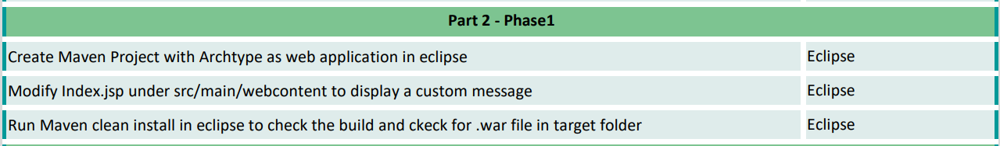 Part 2 - Phase1
Create Maven Project with Archtype as web application in eclipse Eclipse
Modify Index.jsp under src/main/webcontent to display a custom message Eclipse
Run Maven clean install in eclipse to check the build and ckeck for .war file in target folder Eclipse